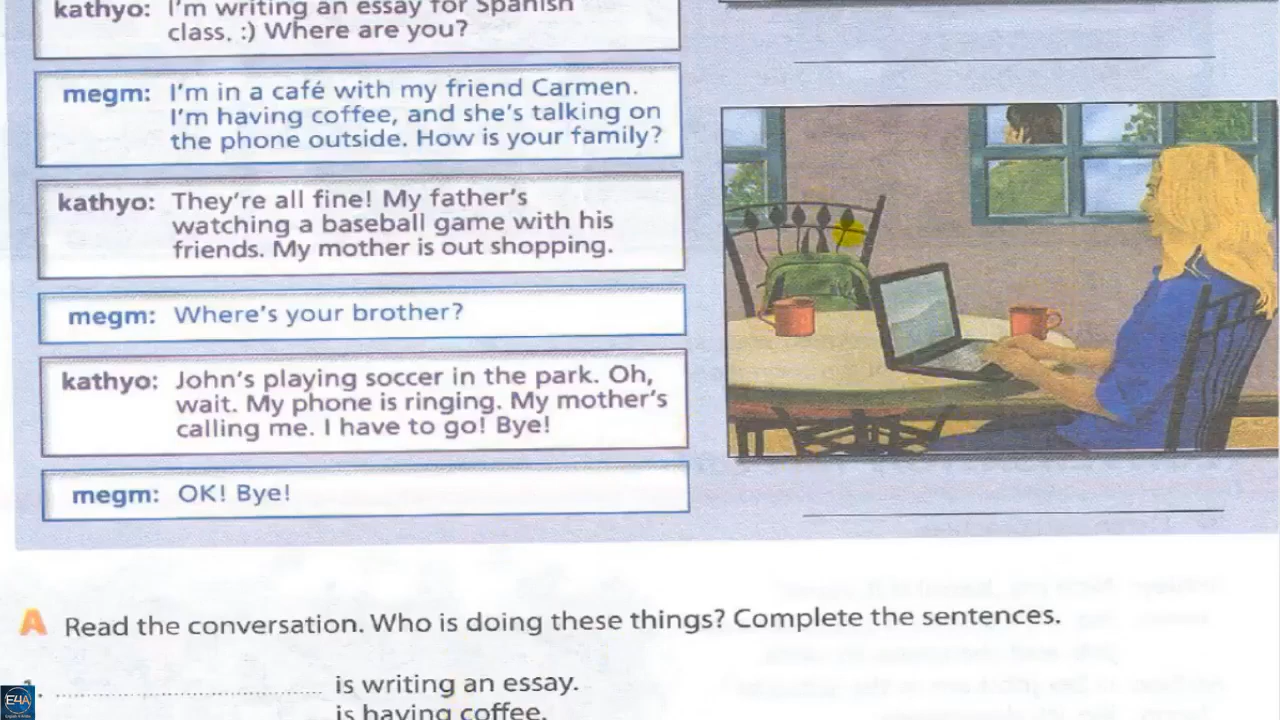 kathyo: I'm writing an essay for Spanish
class. :) Where are you?
megm: I'm in a café with my friend Carmen.
I'm having coffee, and she's talking on
the phone outside. How is your family?
kathyo: They're all fine! My father's
watching a baseball game with his
friends. My mother is out shopping.
megm: Where's your brother?
kathyo: John's playing soccer in the park. Oh,
wait. My phone is ringing. My mother's
calling me. I have to go! Bye!
megm: OK! Bye!
A Read the conversation. Who is doing these things? Complete the sentences.
1. is writing an essay.
is having coffee.
E4A